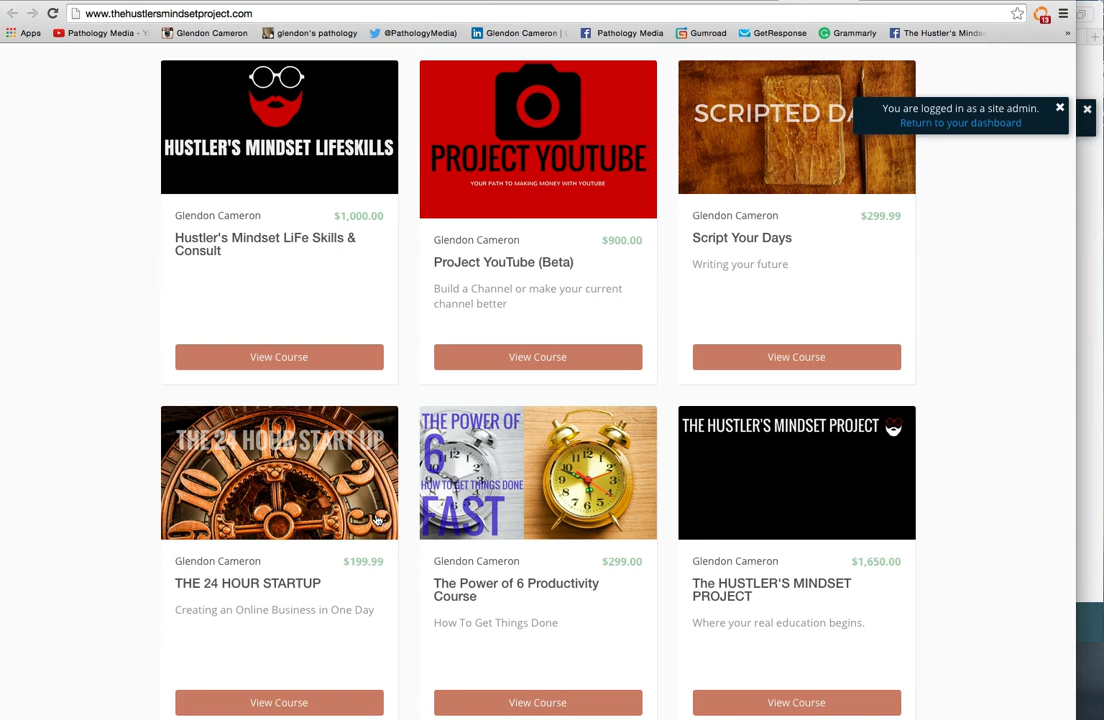 www.thehustlersmindsetproject.com
Apps
Glendon Cameron
glendon's pathology
@PathologyMedia)
Glendon Cameron |
Pathology Media
Gumroad
GetResponse
Grammarly
»
13
You are logged in as a site admin.
Return to your dashboard
HUSTLER'S MINDSET LIFESKILLS
Glendon Cameron
$1,000.00
Hustler's Mindset LiFe Skills &
Consult
View Course
PROJECT YOUTUBE
YOUR PATH TO MAKING MONEY WITH YOUTUBE
Glendon Cameron
$900.00
ProJect YouTube (Beta)
Build a Channel or make your current
channel better
View Course
SCRIPTED DA
Glendon Cameron
$299.99
Script Your Days
Writing your future
View Course
THE 24 HOUR START UP
Glendon Cameron
$199.99
THE 24 HOUR STARTUP
Creating an Online Business in One Day
View Course
THE POWER OF
6
HOW TO GET THINGS DONE
FAST
Glendon Cameron
$299.00
The Power of 6 Productivity
Course
How To Get Things Done
View Course
THE HUSTLER'S MINDSET PROJECT
Glendon Cameron
$1,650.00
The HUSTLER'S MINDSET
PROJECT
Where your real education begins.
View Course